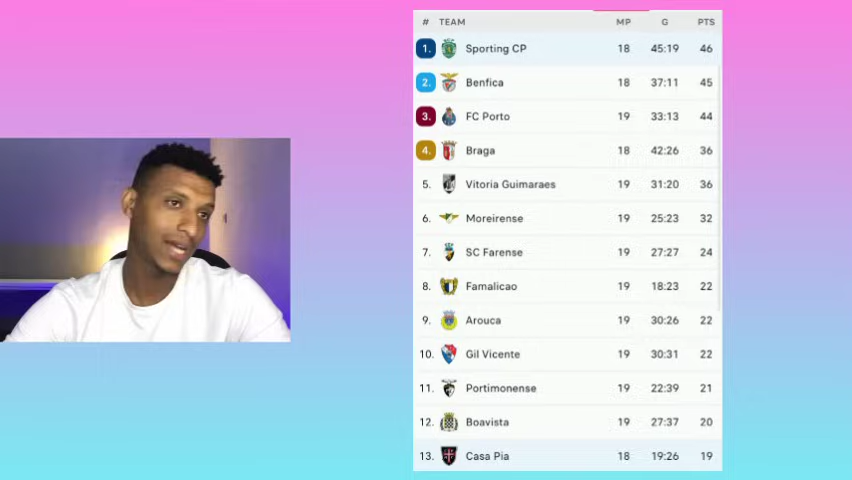 # TEAM MP G PTS
1. Sporting CP 18 45:19 46
2. Benfica 18 37:11 45
3. FC Porto 19 33:13 44
4. Braga 18 42:26 36
5. Vitoria Guimaraes 19 31:20 36
6. Moreirense 19 25:23 32
7. SC Farense 19 27:27 24
8. Famalicao 19 18:23 22
9. Arouca 19 30:26 22
10. Gil Vicente 19 30:31 22
11. Portimonense 19 22:39 21
12. Boavista 19 27:37 20
13. Casa Pia 18 19:26 19